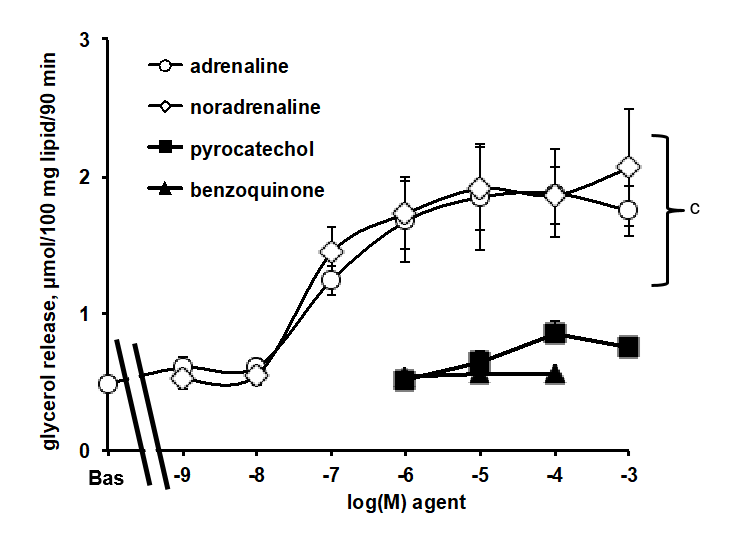 glycerol release, µmol/100 mg lipid/90 min
3
2
1
0
adrenaline
noradrenaline
pyrocatechol
benzoquinone
c
Bas -9 -8 -7 -6 -5 -4 -3
log(M) agent